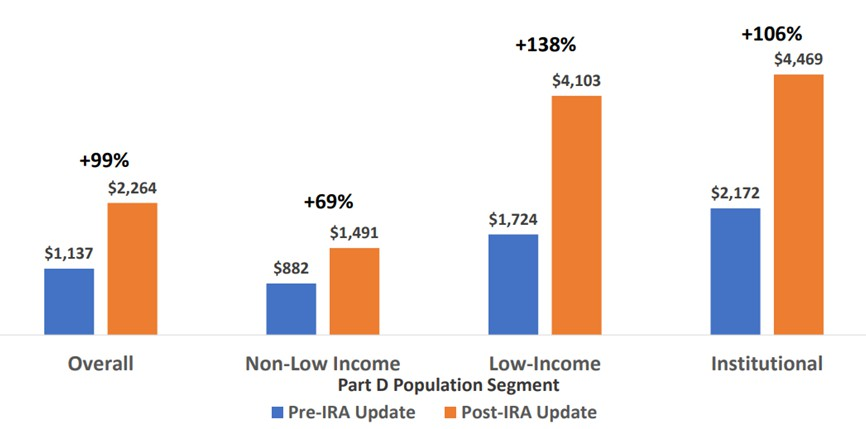 +99%
$1,137
$2,264
+69%
$882
$1,491
+138%
$1,724
$4,103
+106%
$2,172
$4,469
Overall
Non-Low Income
Low-Income
Institutional
Part D Population Segment
Pre-IRA Update
Post-IRA Update